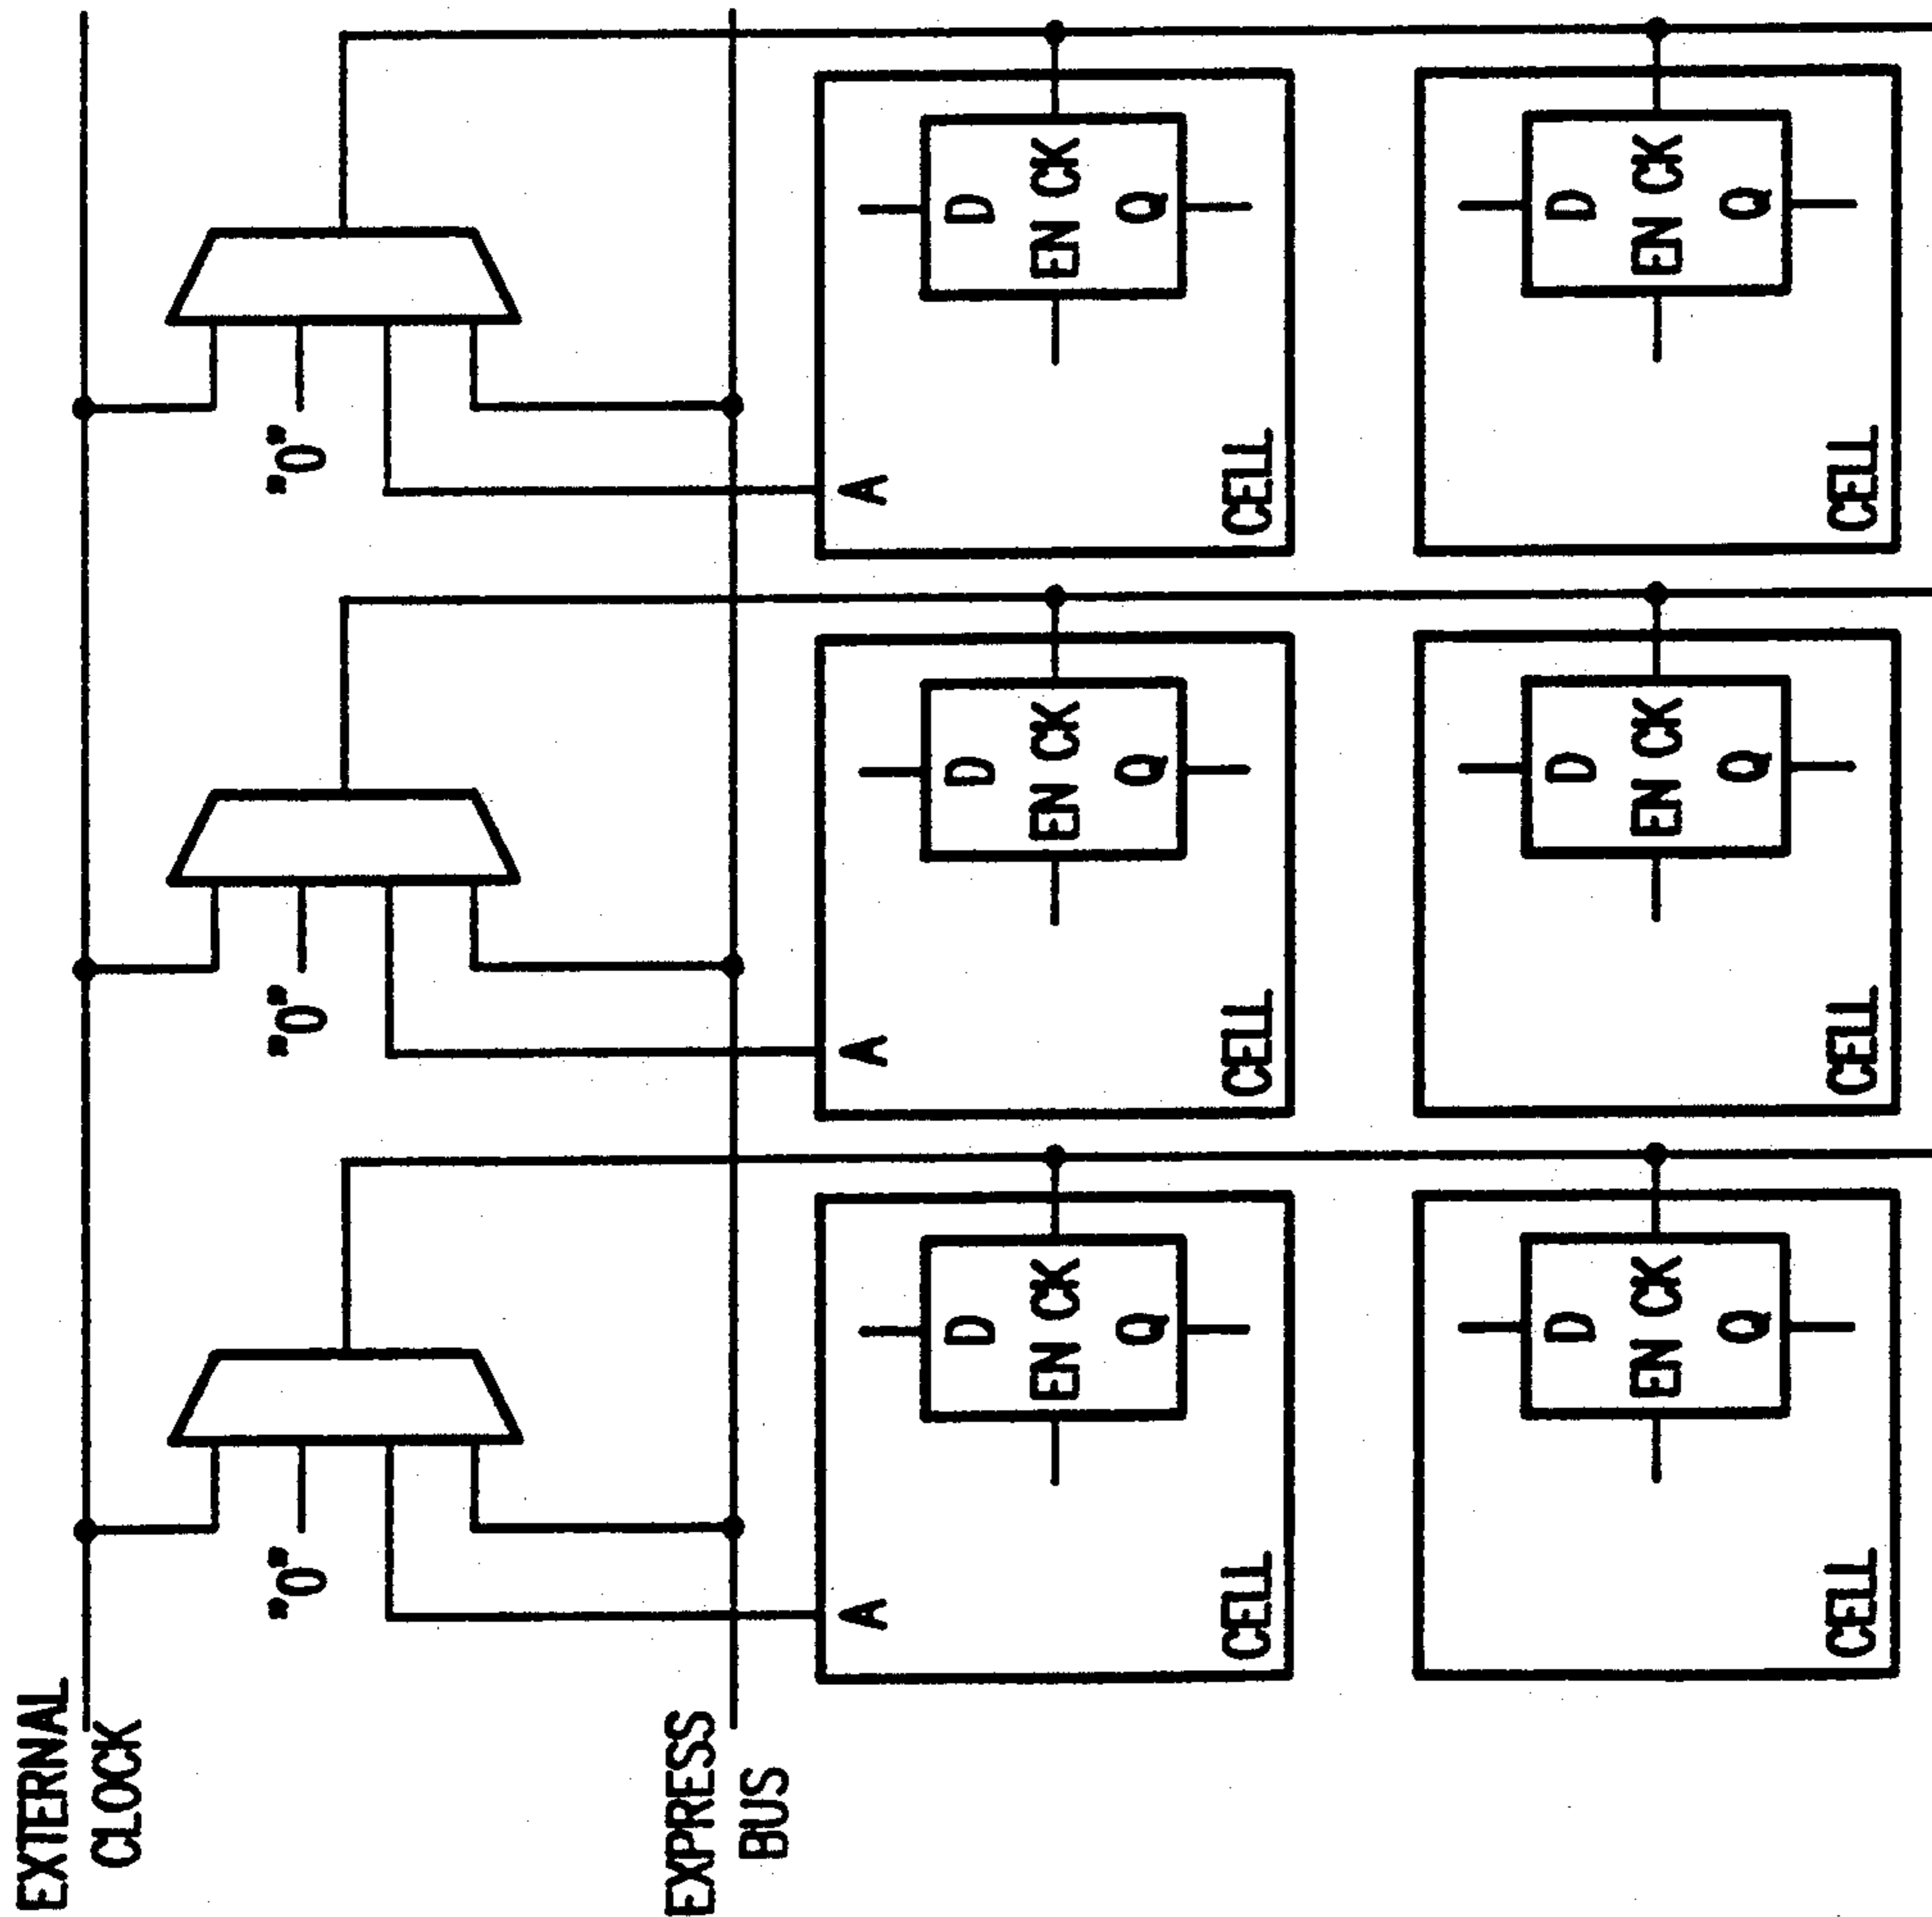 EXTERNAL
CLOCK
"0" "0" "0"
EXPRESS
BUS
A A A
D D D
EN CK EN CK EN CK
Q Q Q
CELL CELL CELL
D D D
EN CK EN CK EN CK
Q Q Q
CELL CELL CELL